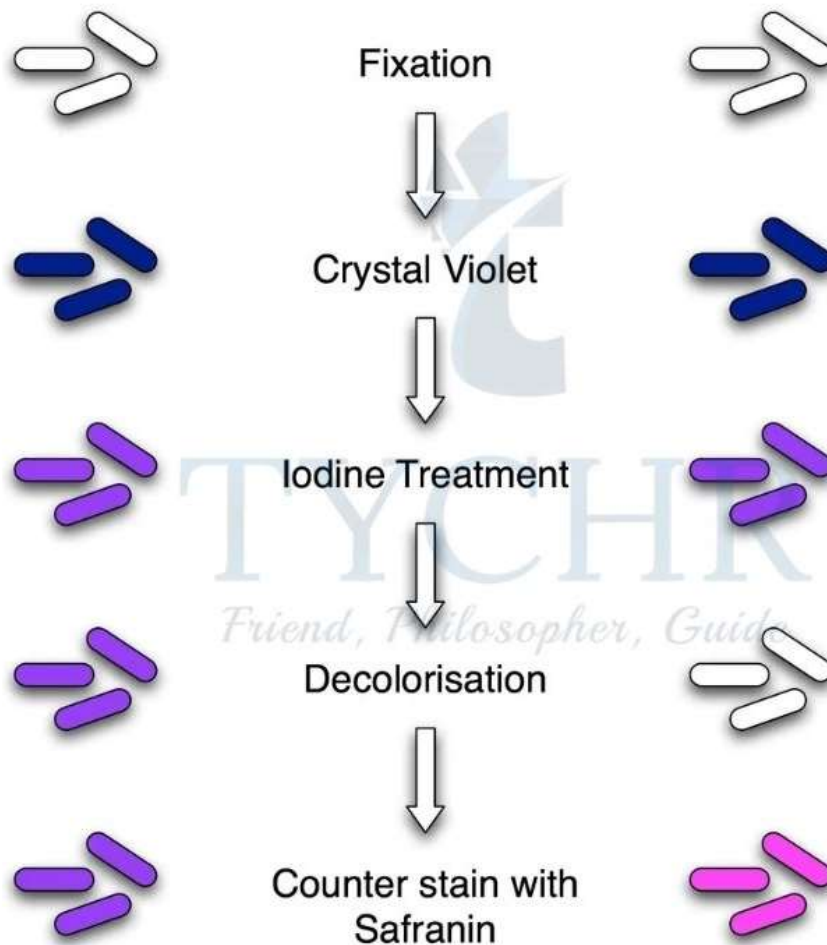 Fixation
Crystal Violet
Iodine Treatment
TYCHR
Friend, Philosopher, Guide
Decolorisation
Counter stain with
Safranin